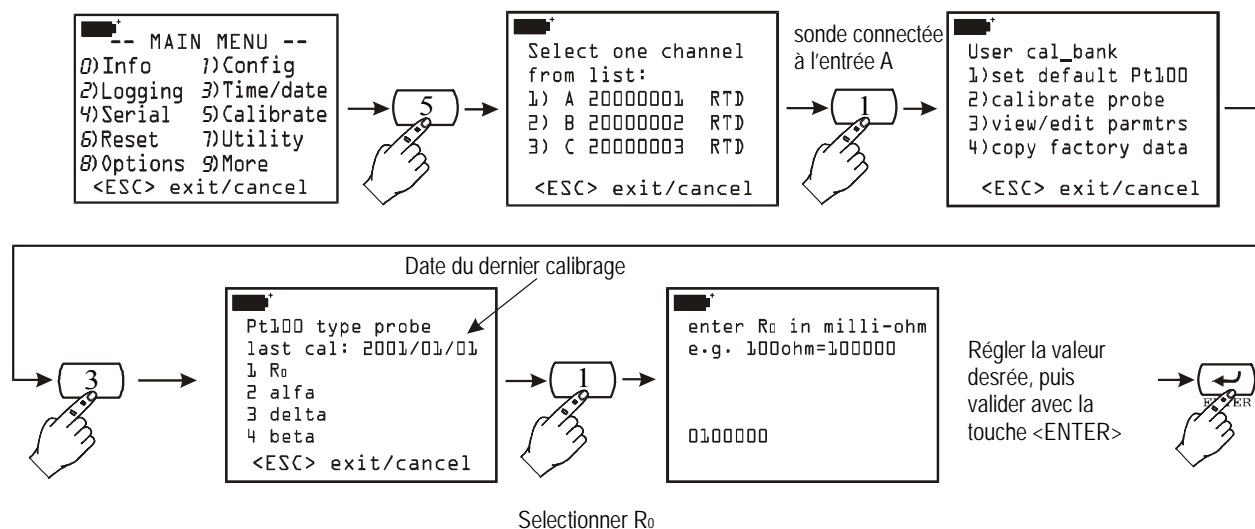 -- MAIN MENU --
0)Info 1)Config
2)Logging 3)Time/date
4)Serial 5)Calibrate
6)Reset 7)Utility
8)Options 9)More
<ESC> exit/cancel
5
Select one channel
from list:
1) A 20000001 RTD
2) B 20000002 RTD
3) C 20000003 RTD
<ESC> exit/cancel
sonde connectée
à l'entrée A
1
User cal_bank
1)set default Pt100
2)calibrate probe
3)view/edit parmtrs
4)copy factory data
<ESC> exit/cancel
3
Date du dernier calibrage
Pt100 type probe
last cal: 2001/01/01
1 R₀
2 alfa
3 delta
4 beta
<ESC> exit/cancel
1
Selectionner R₀
enter R₀ in milli-ohm
e.g. 100ohm=100000
0100000
Régler la valeur
desrée, puis
valider avec la
touche <ENTER>
ENTER